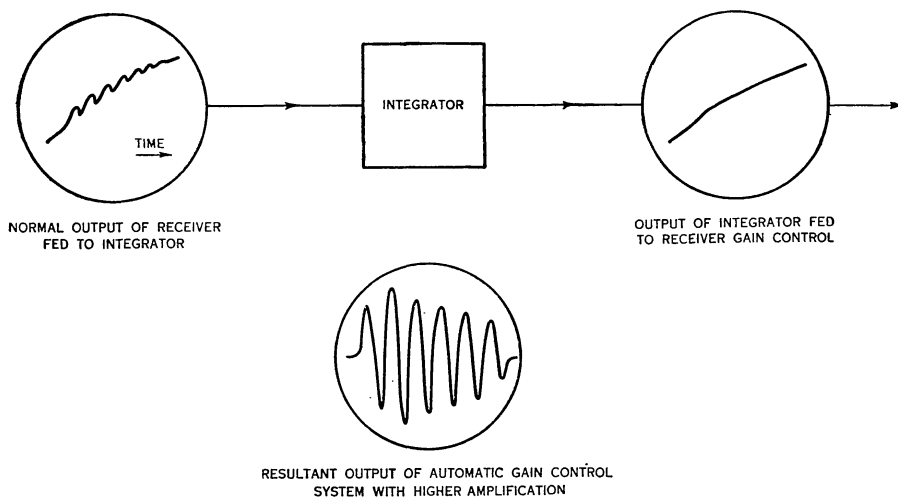 INTEGRATOR
TIME
NORMAL OUTPUT OF RECEIVER
FED TO INTEGRATOR
OUTPUT OF INTEGRATOR FED
TO RECEIVER GAIN CONTROL
RESULTANT OUTPUT OF AUTOMATIC GAIN CONTROL
SYSTEM WITH HIGHER AMPLIFICATION